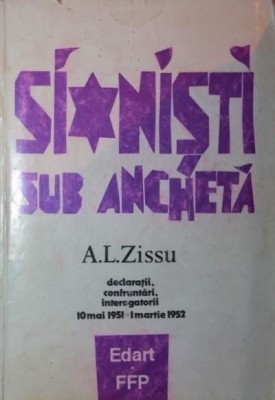 SIONIȘTI
SUB ANCHETĂ
A.L.Zissu
declarații,
confruntări,
interogatorii
10 mai 1951-1 martie 1952
Edart
FFP